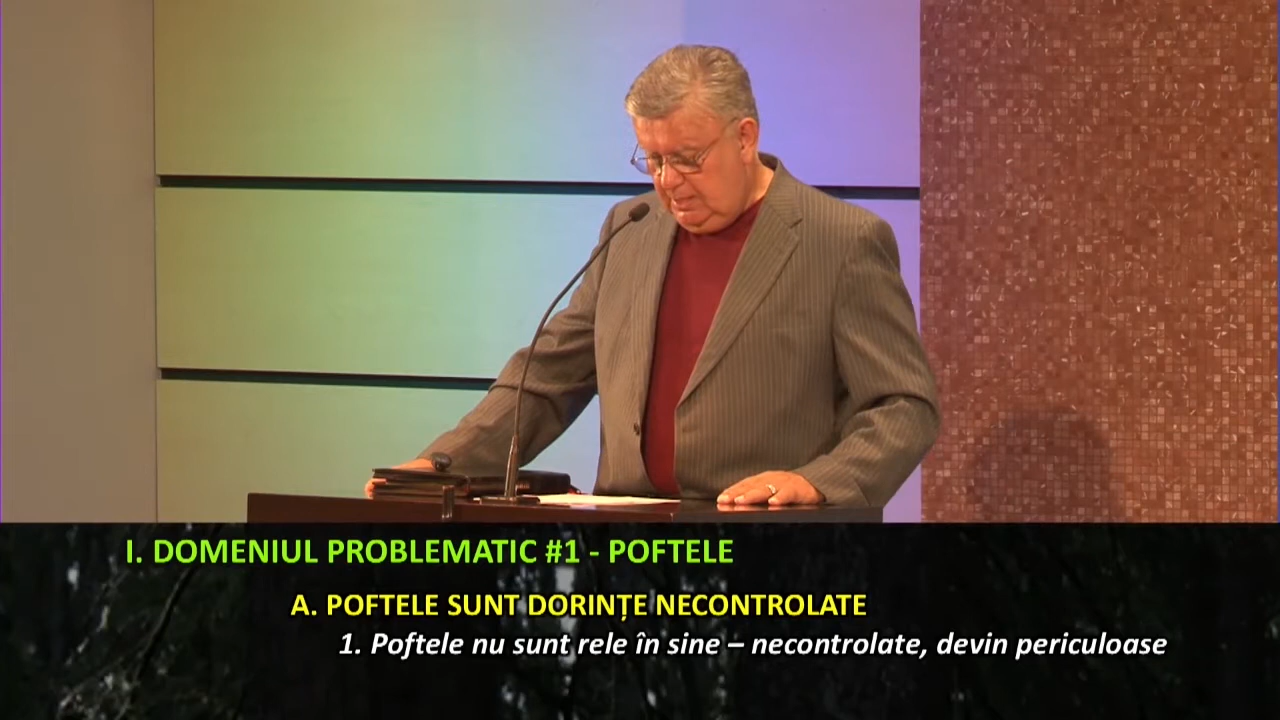 I. DOMENIUL PROBLEMATIC #1 - POFTELE
A. POFTELE SUNT DORINȚE NECONTROLATE
1. Poftele nu sunt rele în sine – necontrolate, devin periculoase